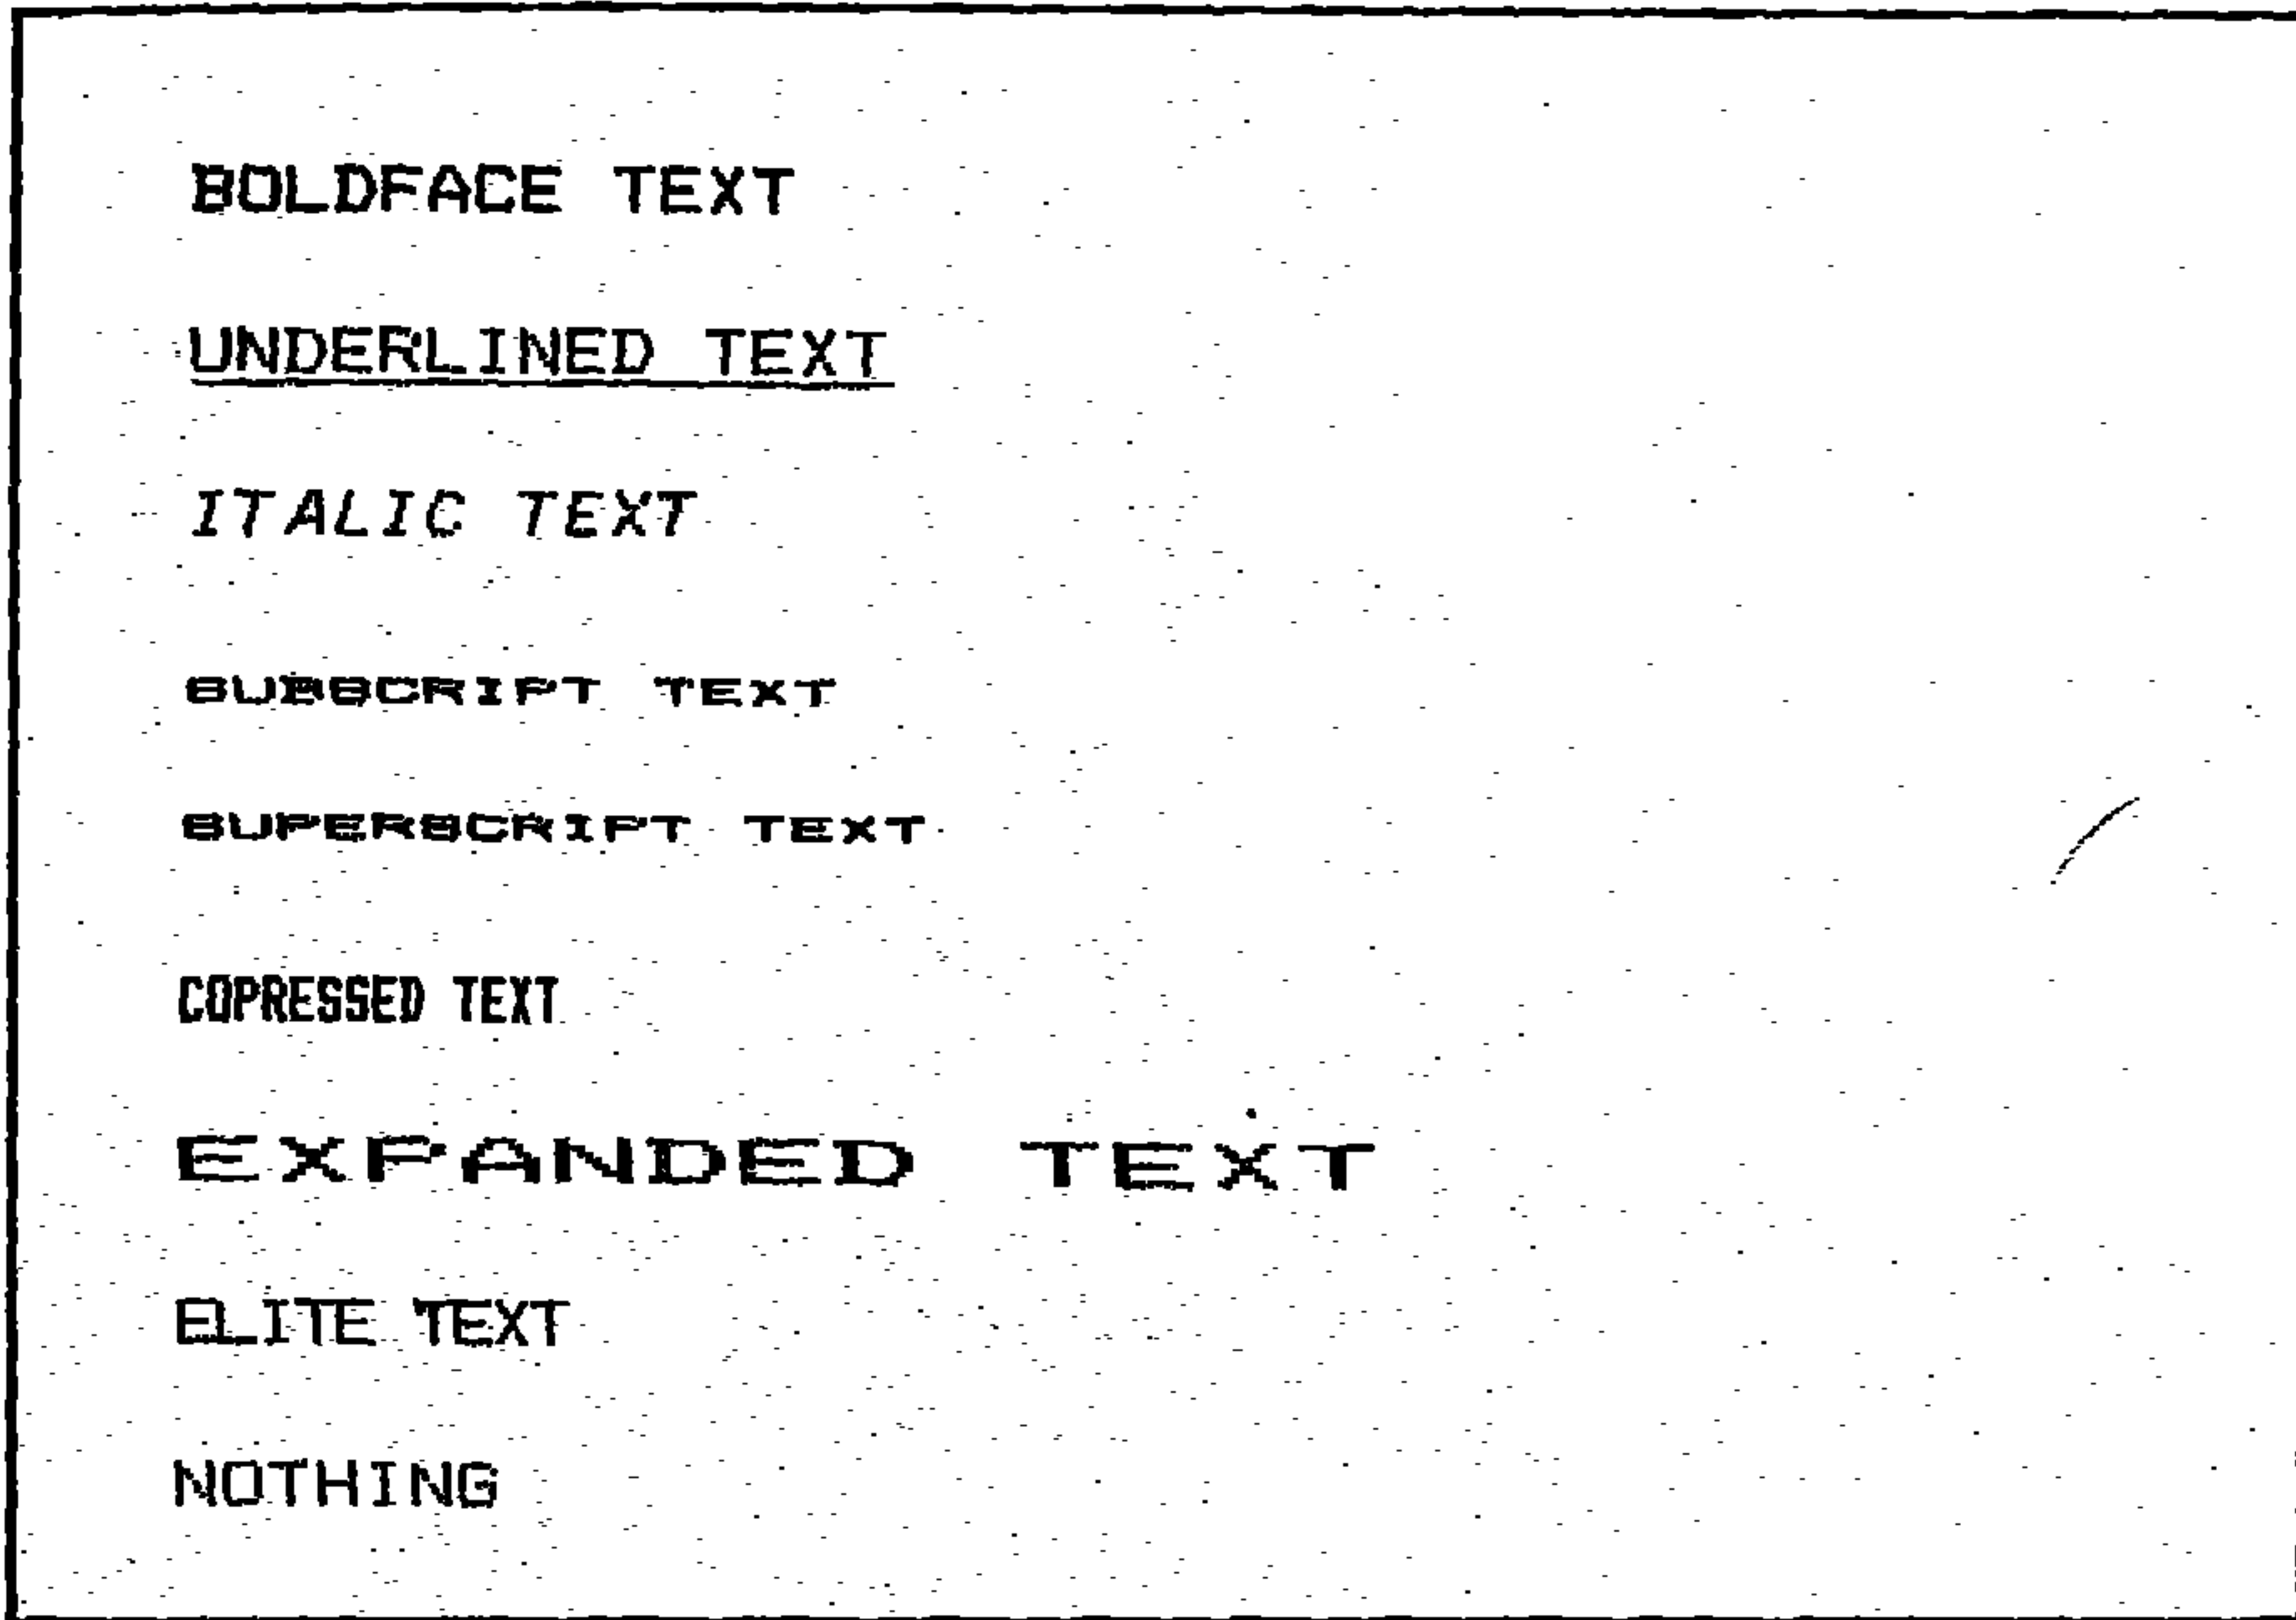 BOLDFACE TEXT
UNDERLINED TEXT
ITALIC TEXT
SUBSCRIPT TEXT
SUPERSCRIPT TEXT
COPRESSED TEXT
EXPANDED TEXT
ELITE TEXT
NOTHING